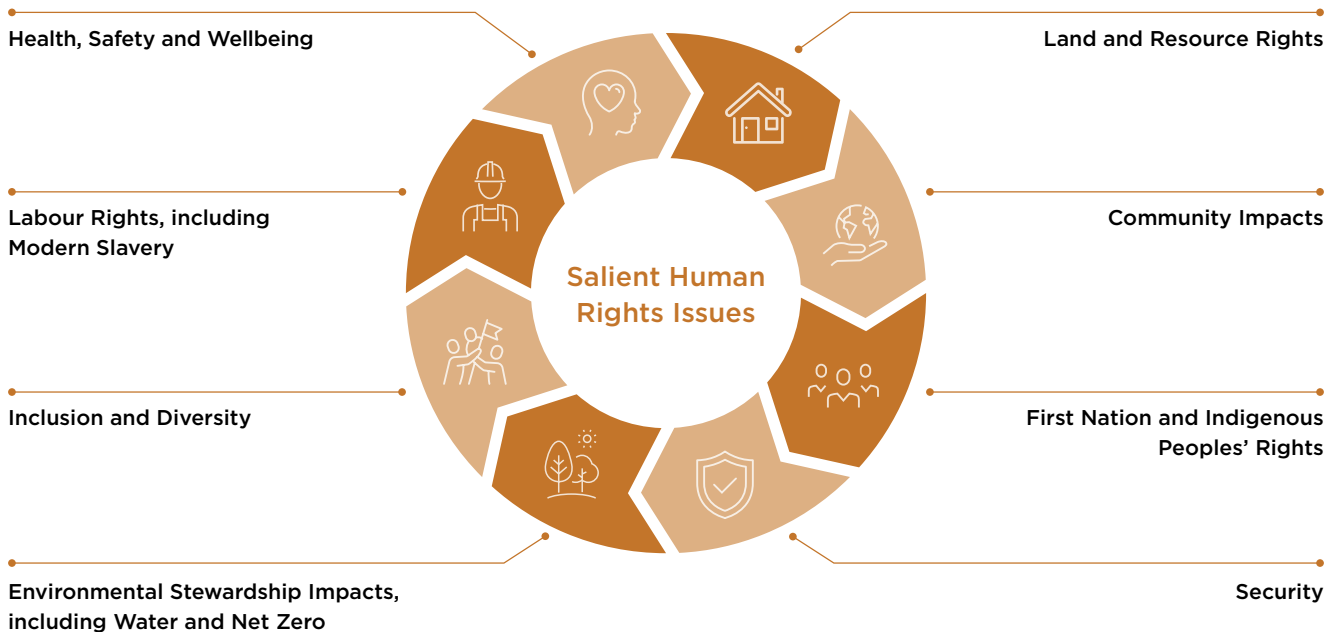 Health, Safety and Wellbeing
Land and Resource Rights
Labour Rights, including
Modern Slavery
Community Impacts
Salient Human
Rights Issues
Inclusion and Diversity
First Nation and Indigenous
Peoples’ Rights
Environmental Stewardship Impacts,
including Water and Net Zero
Security